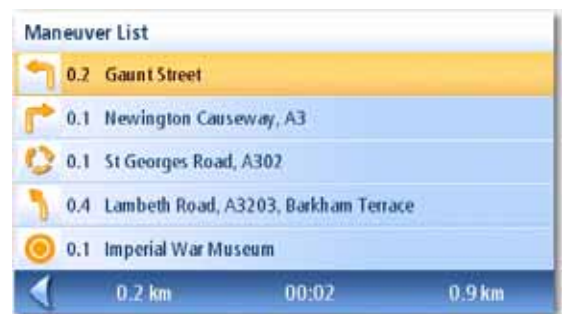 Maneuver List
0.2 Gaunt Street
0.1 Newington Causeway, A3
0.1 St Georges Road, A302
0.4 Lambeth Road, A3203, Barkham Terrace
0.1 Imperial War Museum
0.2 km 00:02 0.9 km